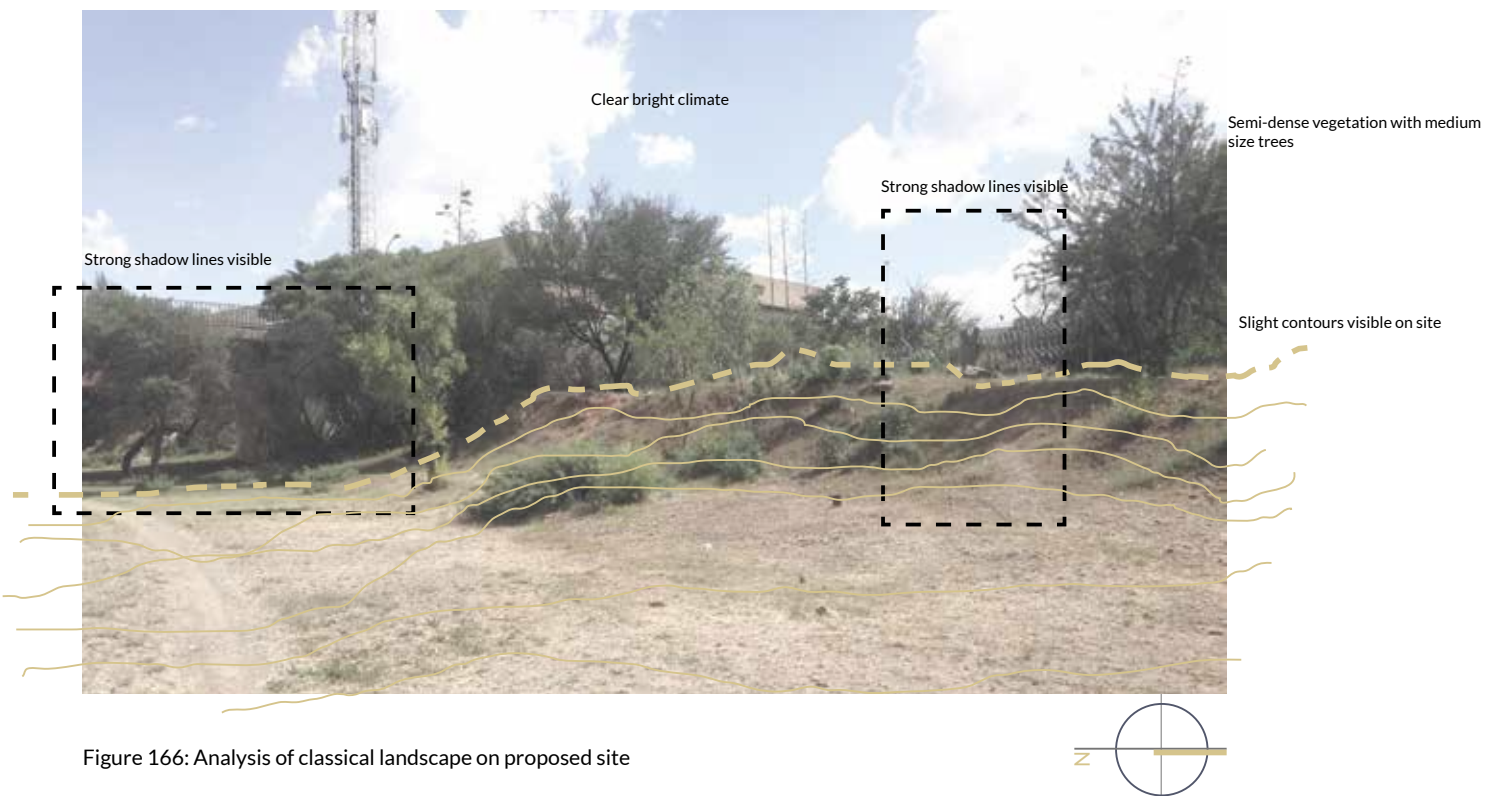 Clear bright climate
Semi-dense vegetation with medium
size trees
Strong shadow lines visible
Strong shadow lines visible
Slight contours visible on site
Figure 166: Analysis of classical landscape on proposed site
N